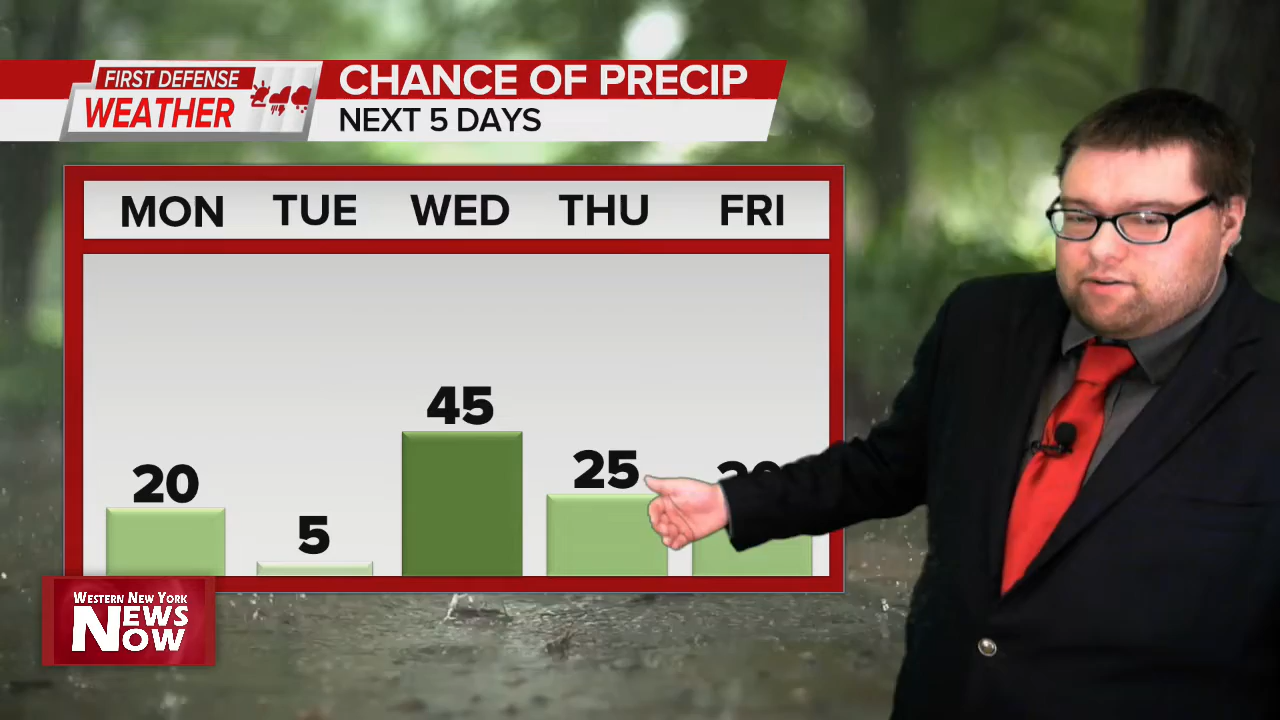 FIRST DEFENSE
WEATHER
CHANCE OF PRECIP
NEXT 5 DAYS
MON TUE WED THU FRI
45
20
25
5
WESTERN NEW YORK
NEWS
NOW